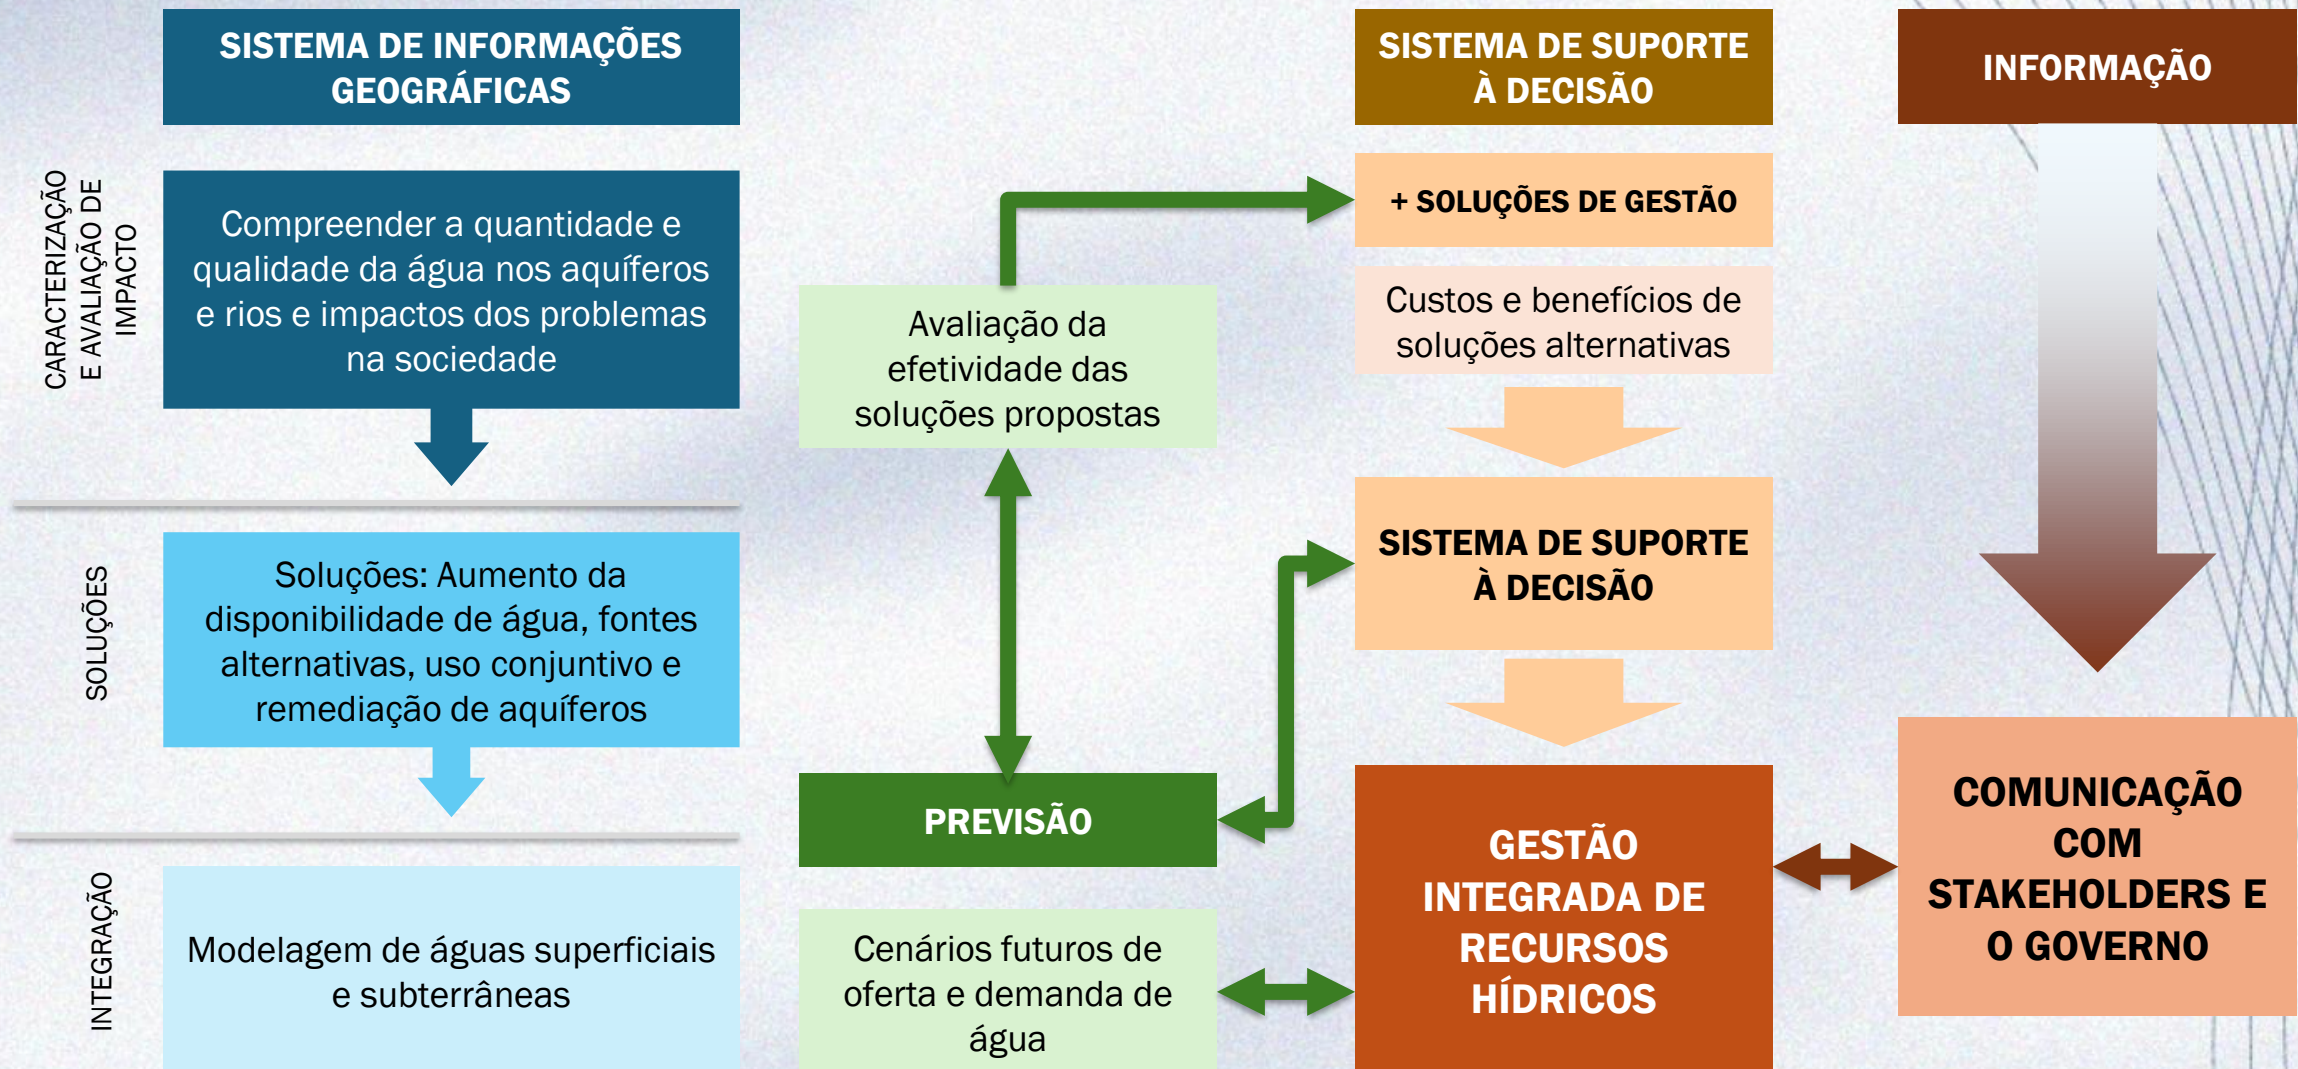 SISTEMA DE INFORMAÇÕES
GEOGRÁFICAS
CARACTERIZAÇÃO
E AVALIAÇÃO DE
IMPACTO
Compreender a quantidade e
qualidade da água nos aquíferos
e rios e impactos dos problemas
na sociedade
SOLUÇÕES
Soluções: Aumento da
disponibilidade de água, fontes
alternativas, uso conjuntivo e
remediação de aquíferos
INTEGRAÇÃO
Modelagem de águas superficiais
e subterrâneas
Avaliação da
efetividade das
soluções propostas
PREVISÃO
Cenários futuros de
oferta e demanda de
água
SISTEMA DE SUPORTE
À DECISÃO
+ SOLUÇÕES DE GESTÃO
Custos e benefícios de
soluções alternativas
SISTEMA DE SUPORTE
À DECISÃO
GESTÃO
INTEGRADA DE
RECURSOS
HÍDRICOS
INFORMAÇÃO
COMUNICAÇÃO
COM
STAKEHOLDERS E
O GOVERNO